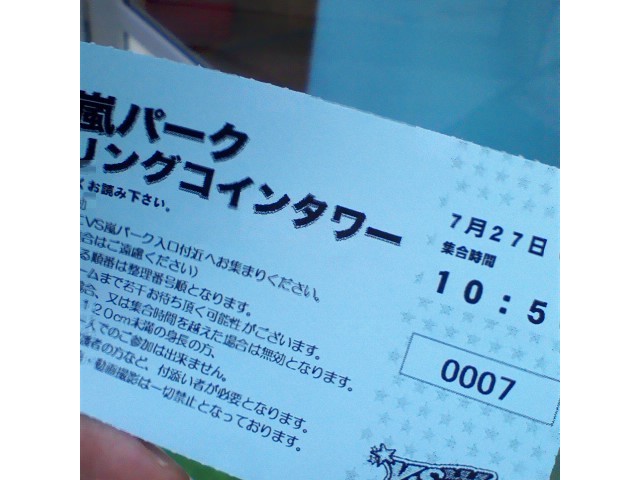 嵐パーク
リングコインタワー
くお読み下さい。
VS嵐パーク入口付近へお集まりください。
合はご遠慮ください)
る順番は整理番号順となります。
ームまで若干お待ち頂く可能性がございます。
場合、又は集合時間を越えた場合は無効となります。
120cm未満の身長の方、
人でのご参加は出来ません。
護者の方など、付添い者が必要となります。
・動画撮影は一切禁止となっております。
7月27日
集合時間
10:5
0007
VS